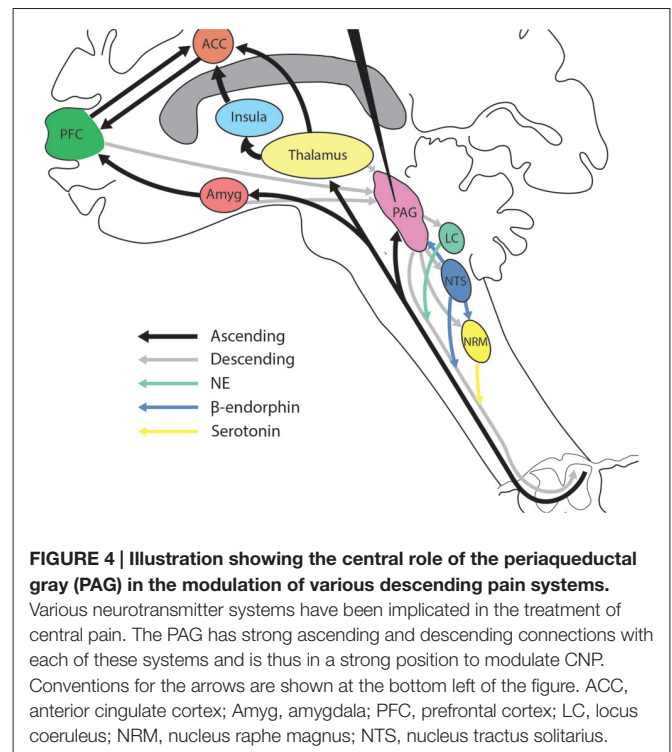 ACC
PFC
Insula
Thalamus
Amyg
PAG
LC
NTS
NRM
Ascending
Descending
NE
β-endorphin
Serotonin
FIGURE 4 | Illustration showing the central role of the periaqueductal
gray (PAG) in the modulation of various descending pain systems.
Various neurotransmitter systems have been implicated in the treatment of
central pain. The PAG has strong ascending and descending connections with
each of these systems and is thus in a strong position to modulate CNP.
Conventions for the arrows are shown at the bottom left of the figure. ACC,
anterior cingulate cortex; Amyg, amygdala; PFC, prefrontal cortex; LC, locus
coeruleus; NRM, nucleus raphe magnus; NTS, nucleus tractus solitarius.